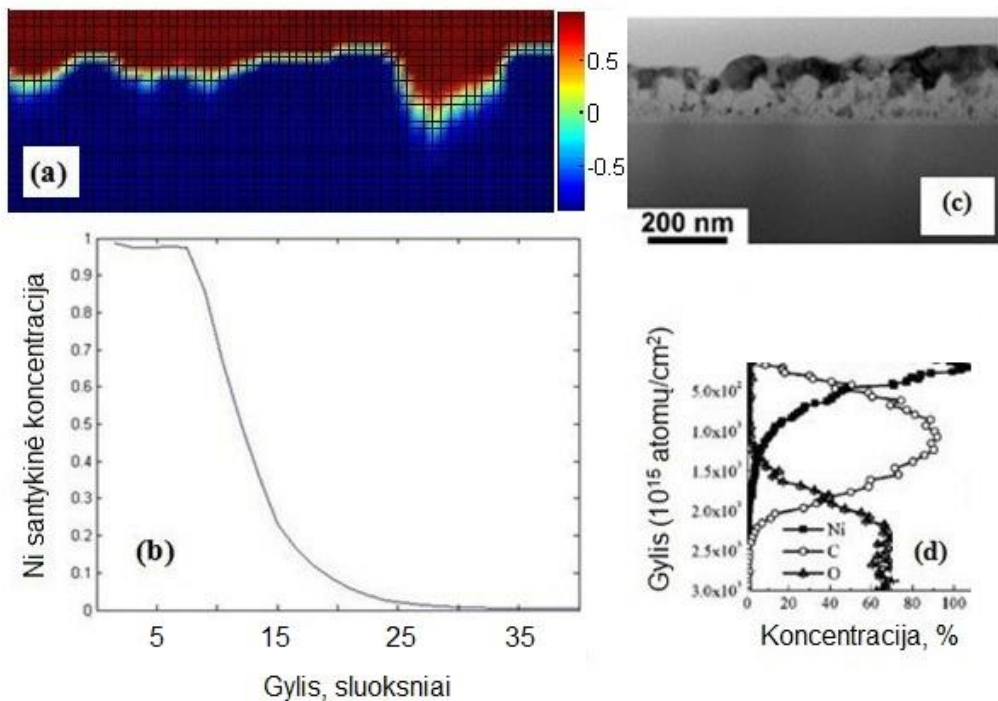 (a)
0.5
0
-0.5
(c)
200 nm
Ni santykinė koncentracija
1
0.9
0.8
0.7
0.6
0.5
0.4
0.3
0.2
0.1
0
(b)
5
15
25
35
Gylis, sluoksniai
Gylis (10¹⁵ atomų/cm²)
5.0x10²
1.0x10³
1.5x10³
2.0x10³
2.5x10³
3.0x10³
Ni
C
O
(d)
0
20
40
60
80
100
Koncentracija, %